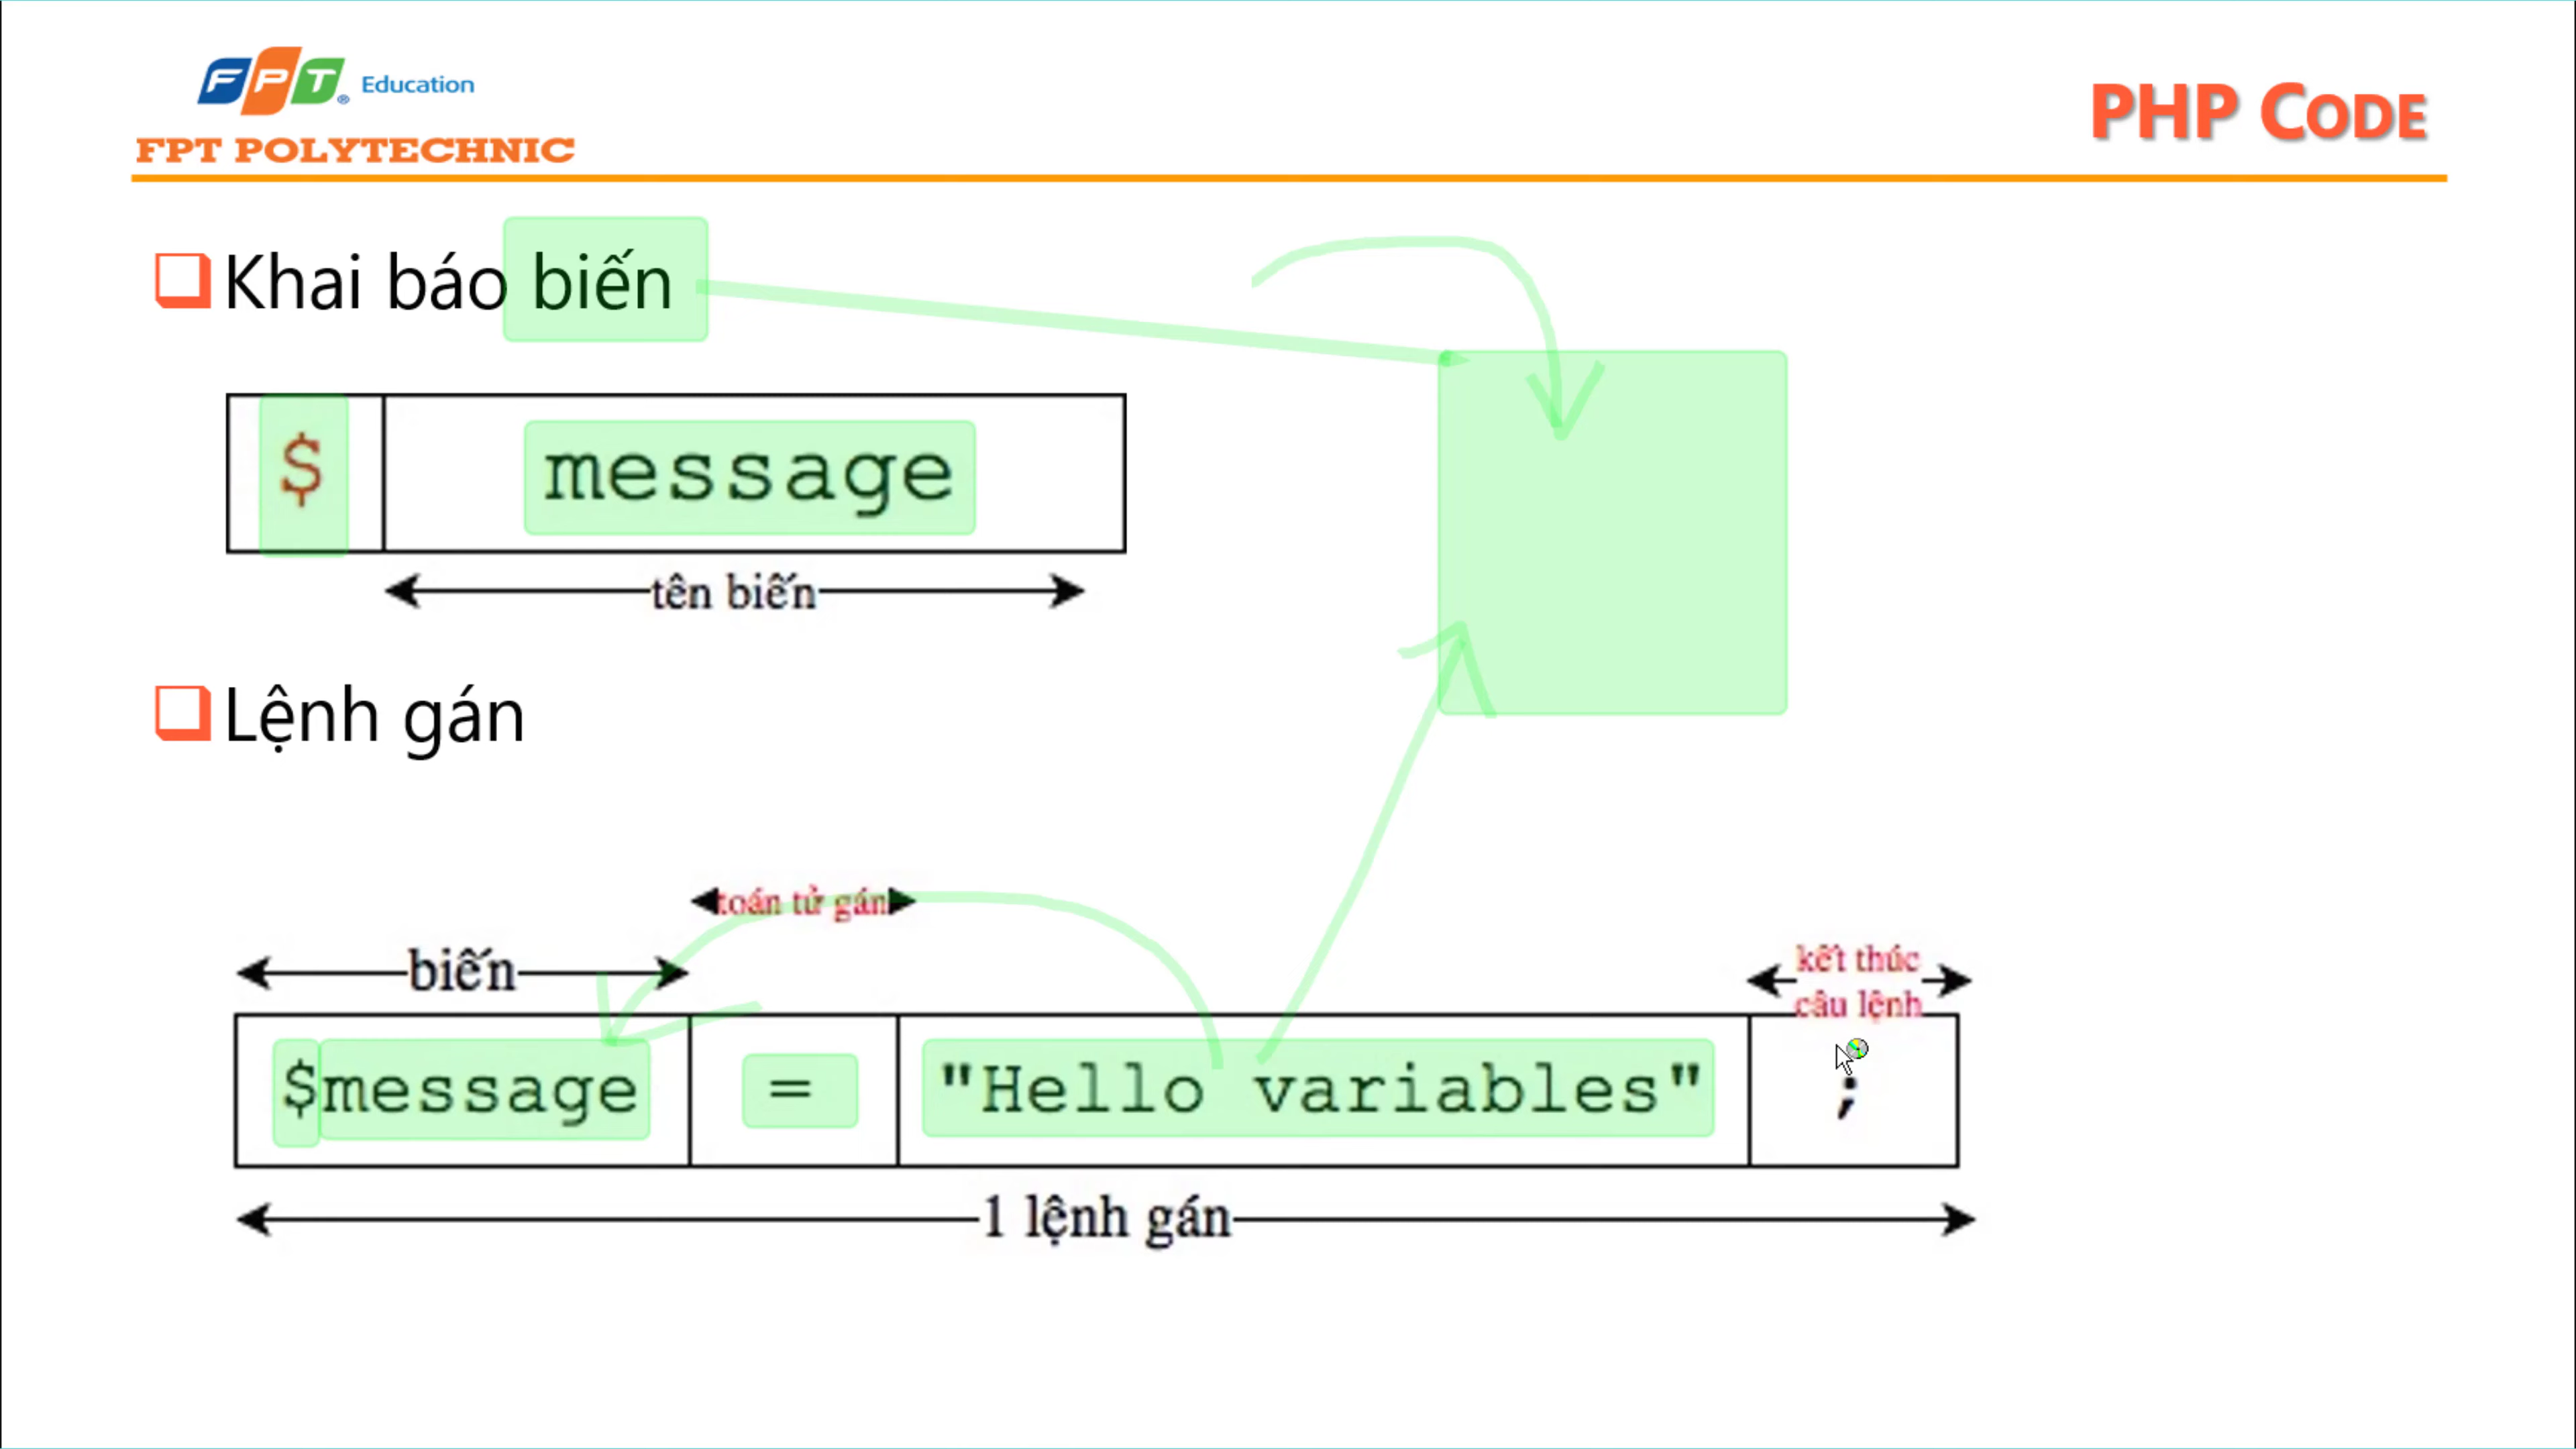 FPT Education
FPT POLYTECHNIC
PHP CODE
Khai báo biến
$ message
tên biến
Lệnh gán
toán tử gán
biến
kết thúc
câu lệnh
$message = "Hello variables" ;
1 lệnh gán